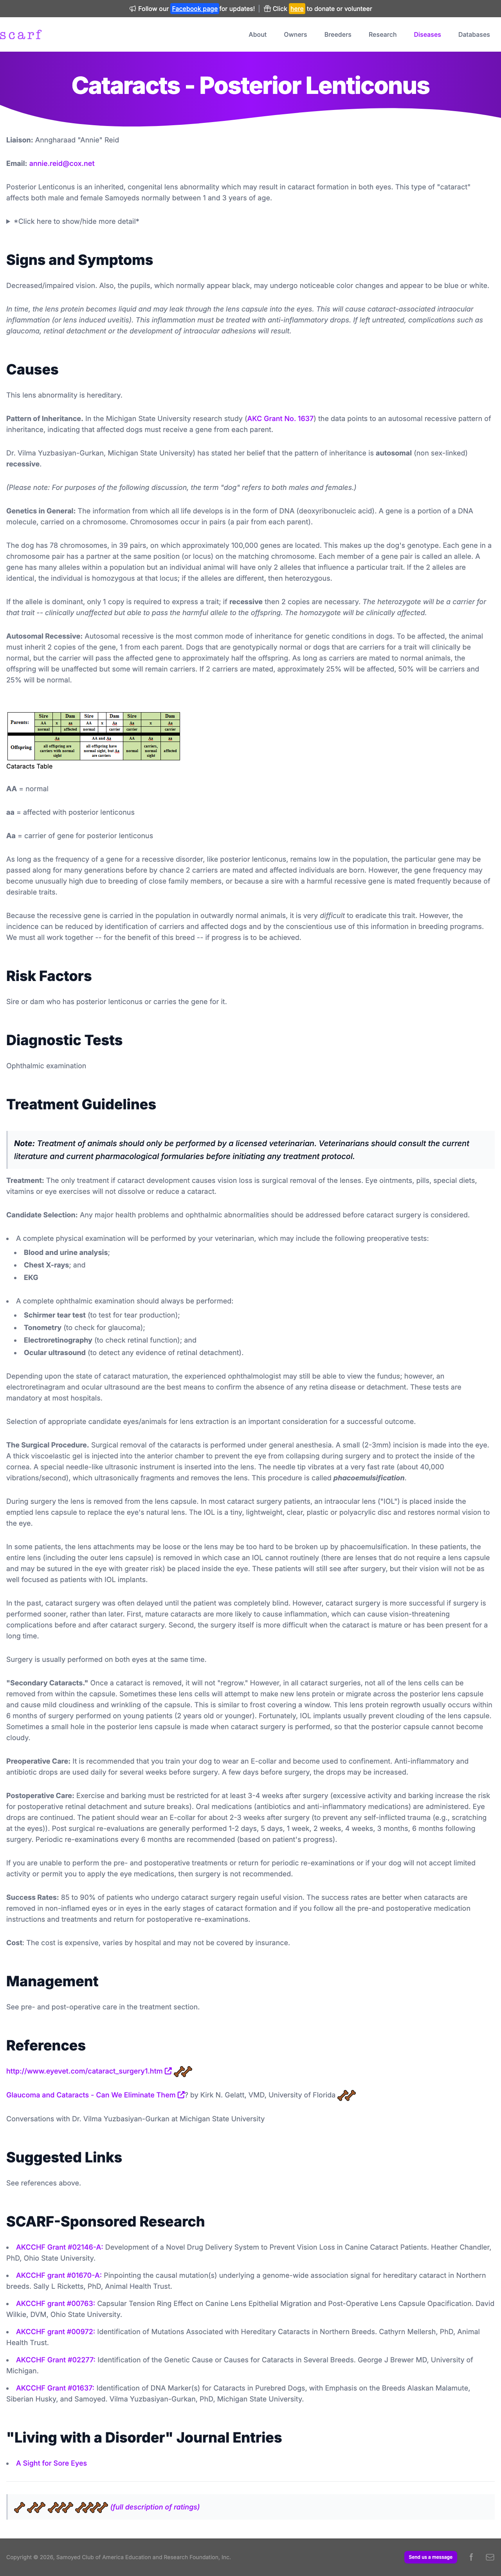 Follow our Facebook page for updates! | Click here to donate or volunteer
scarf
About Owners Breeders Research Diseases Databases
Cataracts - Posterior Lenticonus
Liaison: Anngharaad "Annie" Reid
Email: annie.reid@cox.net
Posterior Lenticonus is an inherited, congenital lens abnormality which may result in cataract formation in both eyes. This type of "cataract"
affects both male and female Samoyeds normally between 1 and 3 years of age.
*Click here to show/hide more detail*
Signs and Symptoms
Decreased/impaired vision. Also, the pupils, which normally appear black, may undergo noticeable color changes and appear to be blue or white.
In time, the lens protein becomes liquid and may leak through the lens capsule into the eyes. This will cause cataract-associated intraocular
inflammation (or lens induced uveitis). This inflammation must be treated with anti-inflammatory drops. If left untreated, complications such as
glaucoma, retinal detachment or the development of intraocular adhesions will result.
Causes
This lens abnormality is hereditary.
Pattern of Inheritance. In the Michigan State University research study (AKC Grant No. 1637) the data points to an autosomal recessive pattern of
inheritance, indicating that affected dogs must receive a gene from each parent.
Dr. Vilma Yuzbasiyan-Gurkan, Michigan State University) has stated her belief that the pattern of inheritance is autosomal (non sex-linked)
recessive.
(Please note: For purposes of the following discussion, the term "dog" refers to both males and females.)
Genetics in General: The information from which all life develops is in the form of DNA (deoxyribonucleic acid). A gene is a portion of a DNA
molecule, carried on a chromosome. Chromosomes occur in pairs (a pair from each parent).
The dog has 78 chromosomes, in 39 pairs, on which approximately 100,000 genes are located. This makes up the dog's genotype. Each gene in a
chromosome pair has a partner at the same position (or locus) on the matching chromosome. Each member of a gene pair is called an allele. A
gene has many alleles within a population but an individual animal will have only 2 alleles that influence a particular trait. If the 2 alleles are
identical, the individual is homozygous at that locus; if the alleles are different, then heterozygous.
If the allele is dominant, only 1 copy is required to express a trait; if recessive then 2 copies are necessary. The heterozygote will be a carrier for
that trait -- clinically unaffected but able to pass the harmful allele to the offspring. The homozygote will be clinically affected.
Autosomal Recessive: Autosomal recessive is the most common mode of inheritance for genetic conditions in dogs. To be affected, the animal
must inherit 2 copies of the gene, 1 from each parent. Dogs that are genotypically normal or dogs that are carriers for a trait will clinically be
normal, but the carrier will pass the affected gene to approximately half the offspring. As long as carriers are mated to normal animals, the
offspring will be unaffected but some will remain carriers. If 2 carriers are mated, approximately 25% will be affected, 50% will be carriers and
25% will be normal.
Parents: Sire Dam Sire Dam Sire Dam
AA x aa AA x Aa Aa x Aa
normal affected normal carrier carrier carrier
Offspring Aa AA and Aa AA Aa aa
all offspring are carriers with normal sight all offspring have normal sight, but Aa are carriers normal sight carriers, normal sight affected
Cataracts Table
AA = normal
aa = affected with posterior lenticonus
Aa = carrier of gene for posterior lenticonus
As long as the frequency of a gene for a recessive disorder, like posterior lenticonus, remains low in the population, the particular gene may be
passed along for many generations before by chance 2 carriers are mated and affected individuals are born. However, the gene frequency may
become unusually high due to breeding of close family members, or because a sire with a harmful recessive gene is mated frequently because of
desirable traits.
Because the recessive gene is carried in the population in outwardly normal animals, it is very difficult to eradicate this trait. However, the
incidence can be reduced by identification of carriers and affected dogs and by the conscientious use of this information in breeding programs.
We must all work together -- for the benefit of this breed -- if progress is to be achieved.
Risk Factors
Sire or dam who has posterior lenticonus or carries the gene for it.
Diagnostic Tests
Ophthalmic examination
Treatment Guidelines
Note: Treatment of animals should only be performed by a licensed veterinarian. Veterinarians should consult the current
literature and current pharmacological formularies before initiating any treatment protocol.
Treatment: The only treatment if cataract development causes vision loss is surgical removal of the lenses. Eye ointments, pills, special diets,
vitamins or eye exercises will not dissolve or reduce a cataract.
Candidate Selection: Any major health problems and ophthalmic abnormalities should be addressed before cataract surgery is considered.
• A complete physical examination will be performed by your veterinarian, which may include the following preoperative tests:
• Blood and urine analysis;
• Chest X-rays; and
• EKG
• A complete ophthalmic examination should always be performed:
• Schirmer tear test (to test for tear production);
• Tonometry (to check for glaucoma);
• Electroretinography (to check retinal function); and
• Ocular ultrasound (to detect any evidence of retinal detachment).
Depending upon the state of cataract maturation, the experienced ophthalmologist may still be able to view the fundus; however, an
electroretinagram and ocular ultrasound are the best means to confirm the absence of any retina disease or detachment. These tests are
mandatory at most hospitals.
Selection of appropriate candidate eyes/animals for lens extraction is an important consideration for a successful outcome.
The Surgical Procedure. Surgical removal of the cataracts is performed under general anesthesia. A small (2-3mm) incision is made into the eye.
A thick viscoelastic gel is injected into the anterior chamber to prevent the eye from collapsing during surgery and to protect the inside of the
cornea. A special needle-like ultrasonic instrument is inserted into the lens. The needle tip vibrates at a very fast rate (about 40,000
vibrations/second), which ultrasonically fragments and removes the lens. This procedure is called phacoemulsification.
During surgery the lens is removed from the lens capsule. In most cataract surgery patients, an intraocular lens ("IOL") is placed inside the
emptied lens capsule to replace the eye's natural lens. The IOL is a tiny, lightweight, clear, plastic or polyacrylic disc and restores normal vision to
the eye.
In some patients, the lens attachments may be loose or the lens may be too hard to be broken up by phacoemulsification. In these patients, the
entire lens (including the outer lens capsule) is removed in which case an IOL cannot routinely (there are lenses that do not require a lens capsule
and may be sutured in the eye with greater risk) be placed inside the eye. These patients will still see after surgery, but their vision will not be as
well focused as patients with IOL implants.
In the past, cataract surgery was often delayed until the patient was completely blind. However, cataract surgery is more successful if surgery is
performed sooner, rather than later. First, mature cataracts are more likely to cause inflammation, which can cause vision-threatening
complications before and after cataract surgery. Second, the surgery itself is more difficult when the cataract is mature or has been present for a
long time.
Surgery is usually performed on both eyes at the same time.
"Secondary Cataracts." Once a cataract is removed, it will not "regrow." However, in all cataract surgeries, not all of the lens cells can be
removed from within the capsule. Sometimes these lens cells will attempt to make new lens protein or migrate across the posterior lens capsule
and cause mild cloudiness and wrinkling of the capsule. This is similar to frost covering a window. This lens protein regrowth usually occurs within
6 months of surgery performed on young patients (2 years old or younger). Fortunately, IOL implants usually prevent clouding of the lens capsule.
Sometimes a small hole in the posterior lens capsule is made when cataract surgery is performed, so that the posterior capsule cannot become
cloudy.
Preoperative Care: It is recommended that you train your dog to wear an E-collar and become used to confinement. Anti-inflammatory and
antibiotic drops are used daily for several weeks before surgery. A few days before surgery, the drops may be increased.
Postoperative Care: Exercise and barking must be restricted for at least 3-4 weeks after surgery (excessive activity and barking increase the risk
for postoperative retinal detachment and suture breaks). Oral medications (antibiotics and anti-inflammatory medications) are administered. Eye
drops are continued. The patient should wear an E-collar for about 2-3 weeks after surgery (to prevent any self-inflicted trauma (e.g., scratching
at the eyes)). Post surgical re-evaluations are generally performed 1-2 days, 5 days, 1 week, 2 weeks, 4 weeks, 3 months, 6 months following
surgery. Periodic re-examinations every 6 months are recommended (based on patient's progress).
If you are unable to perform the pre- and postoperative treatments or return for periodic re-examinations or if your dog will not accept limited
activity or permit you to apply the eye medications, then surgery is not recommended.
Success Rates: 85 to 90% of patients who undergo cataract surgery regain useful vision. The success rates are better when cataracts are
removed in non-inflamed eyes or in eyes in the early stages of cataract formation and if you follow all the pre-and postoperative medication
instructions and treatments and return for postoperative re-examinations.
Cost: The cost is expensive, varies by hospital and may not be covered by insurance.
Management
See pre- and post-operative care in the treatment section.
References
http://www.eyevet.com/cataract_surgery1.htm
Glaucoma and Cataracts - Can We Eliminate Them? by Kirk N. Gelatt, VMD, University of Florida
Conversations with Dr. Vilma Yuzbasiyan-Gurkan at Michigan State University
Suggested Links
See references above.
SCARF-Sponsored Research
• AKCCHF Grant #02146-A: Development of a Novel Drug Delivery System to Prevent Vision Loss in Canine Cataract Patients. Heather Chandler,
PhD, Ohio State University.
• AKCCHF grant #01670-A: Pinpointing the causal mutation(s) underlying a genome-wide association signal for hereditary cataract in Northern
breeds. Sally L Ricketts, PhD, Animal Health Trust.
• AKCCHF grant #00763: Capsular Tension Ring Effect on Canine Lens Epithelial Migration and Post-Operative Lens Capsule Opacification. David
Wilkie, DVM, Ohio State University.
• AKCCHF grant #00972: Identification of Mutations Associated with Hereditary Cataracts in Northern Breeds. Cathyrn Mellersh, PhD, Animal
Health Trust.
• AKCCHF Grant #02277: Identification of the Genetic Cause or Causes for Cataracts in Several Breeds. George J Brewer MD, University of
Michigan.
• AKCCHF Grant #01637: Identification of DNA Marker(s) for Cataracts in Purebred Dogs, with Emphasis on the Breeds Alaskan Malamute,
Siberian Husky, and Samoyed. Vilma Yuzbasiyan-Gurkan, PhD, Michigan State University.
"Living with a Disorder" Journal Entries
• A Sight for Sore Eyes
(full description of ratings)
Copyright © 2026, Samoyed Club of America Education and Research Foundation, Inc.
Send us a message